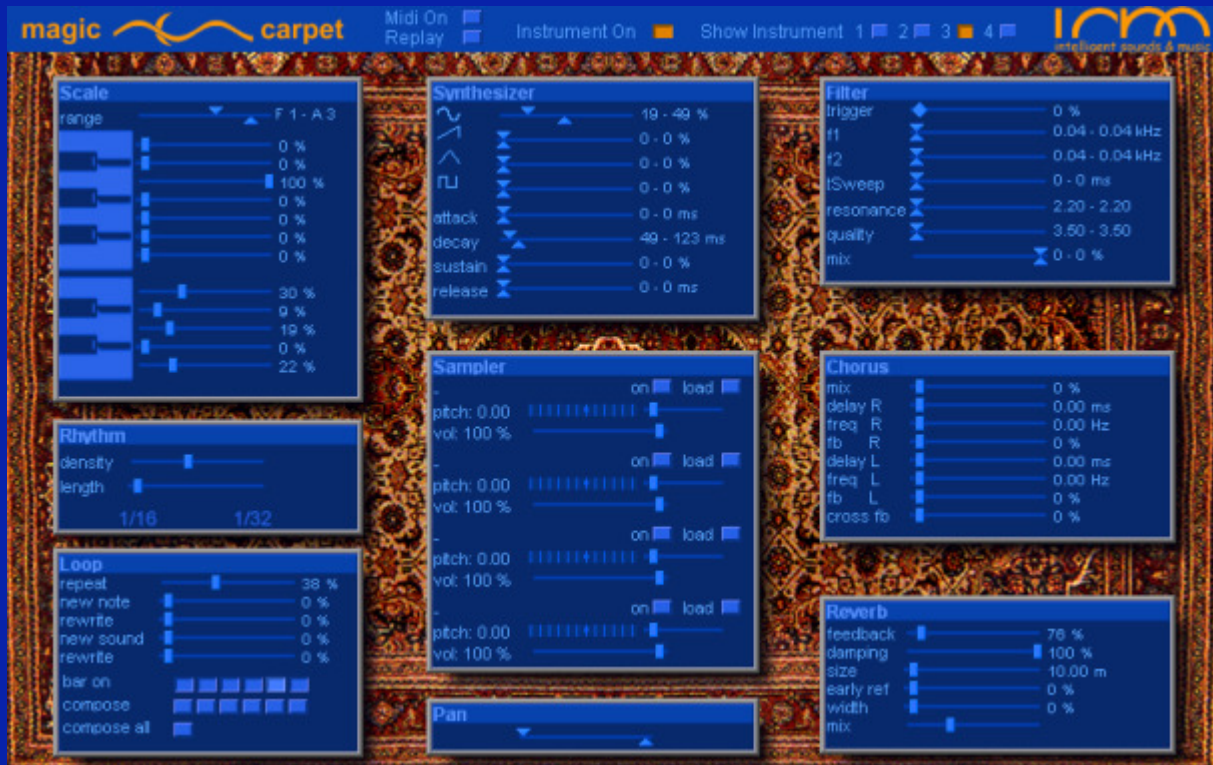 magic carpet
Midi On
Replay
Instrument On
Show Instrument 1 2 3 4
intelligent sounds & music
Scale
range F 1 - A 3
0 %
0 %
100 %
0 %
0 %
0 %
0 %
30 %
9 %
19 %
0 %
22 %
Rhythm
density
length
1/16 1/32
Loop
repeat 38 %
new note 0 %
rewrite 0 %
new sound 0 %
rewrite 0 %
bar on
compose
compose all
Synthesizer
19 - 49 %
0 - 0 %
0 - 0 %
0 - 0 %
attack 0 - 0 ms
decay 49 - 123 ms
sustain 0 - 0 %
release 0 - 0 ms
Sampler
- on load
pitch: 0.00
vol: 100 %
- on load
pitch: 0.00
vol: 100 %
- on load
pitch: 0.00
vol: 100 %
- on load
pitch: 0.00
vol: 100 %
Pan
Filter
trigger 0 %
f1 0.04 - 0.04 kHz
f2 0.04 - 0.04 kHz
tSweep 0 - 0 ms
resonance 2.20 - 2.20
quality 3.50 - 3.50
mix 0 - 0 %
Chorus
mix 0 %
delay R 0.00 ms
freq R 0.00 Hz
fb R 0 %
delay L 0.00 ms
freq L 0.00 Hz
fb L 0 %
cross fb 0 %
Reverb
feedback 76 %
damping 100 %
size 10.00 m
early ref 0 %
width 0 %
mix